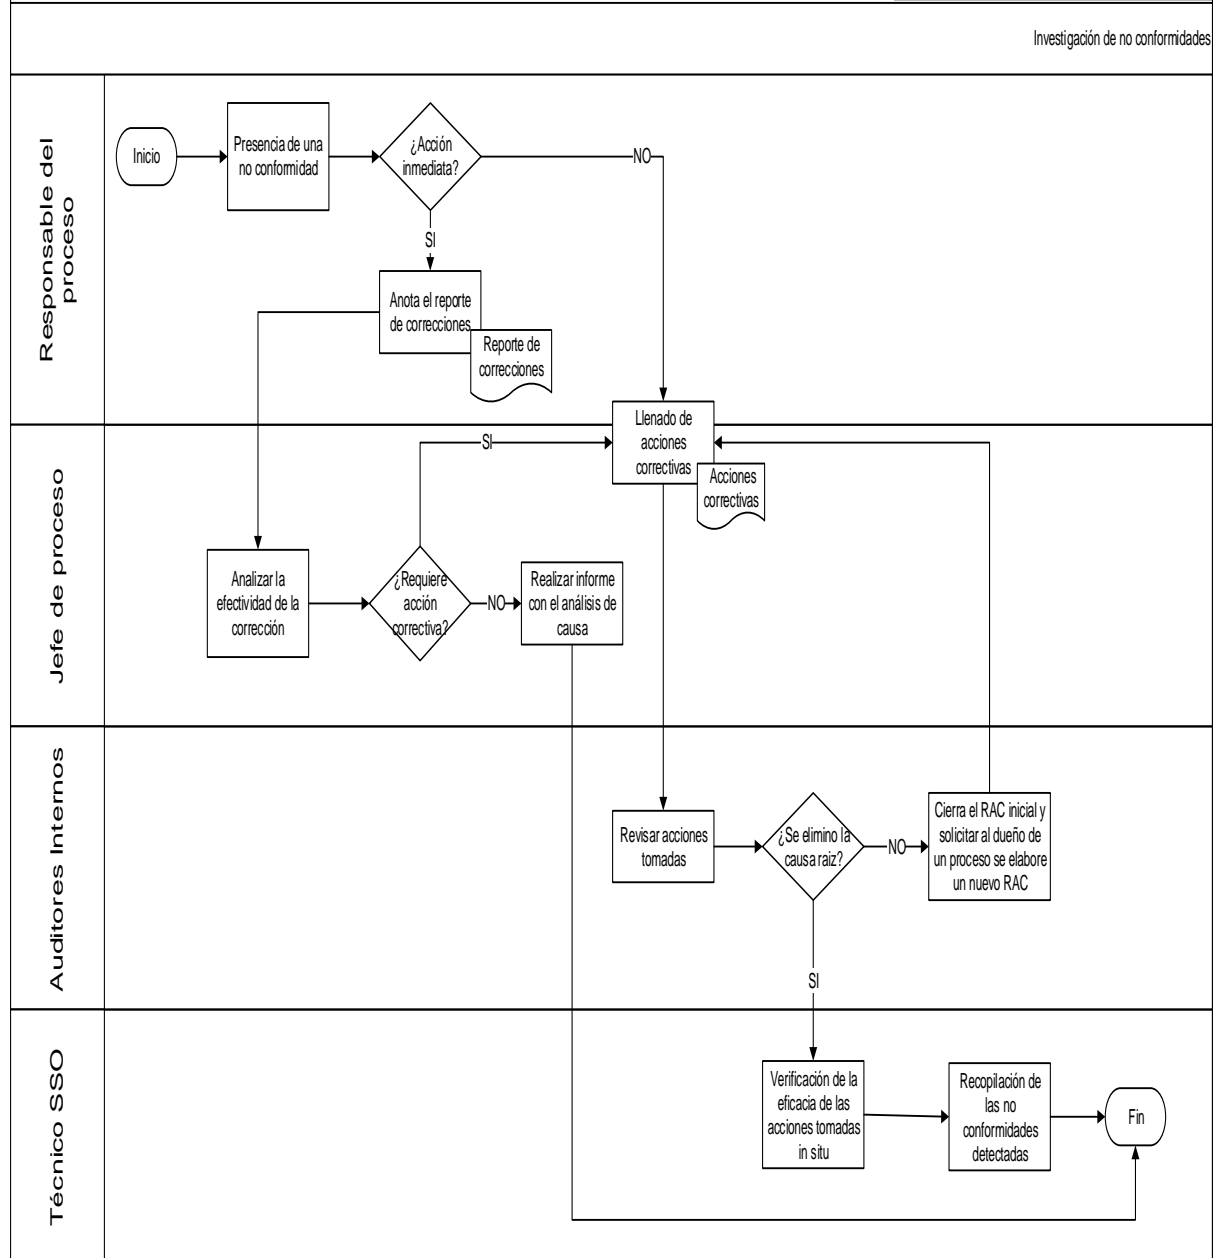 Investigación de no conformidades
Responsable del
proceso
Inicio
Presencia de una
no conformidad
¿Acción
inmediata?
NO
SI
Anota el reporte
de correcciones
Reporte de
correcciones
Llenado de
acciones
correctivas
Acciones
correctivas
Jefe de proceso
SI
Analizar la
efectividad de la
corrección
¿Requiere
acción
correctiva?
NO
Realizar informe
con el análisis de
causa
Auditores Internos
Revisar acciones
tomadas
¿Se elimino la
causa raiz?
NO
Cierra el RAC inicial y
solicitar al dueño de
un proceso se elabore
un nuevo RAC
SI
Técnico SSO
Verificación de la
eficacia de las
acciones tomadas
in situ
Recopilación de
las no
conformidades
detectadas
Fin